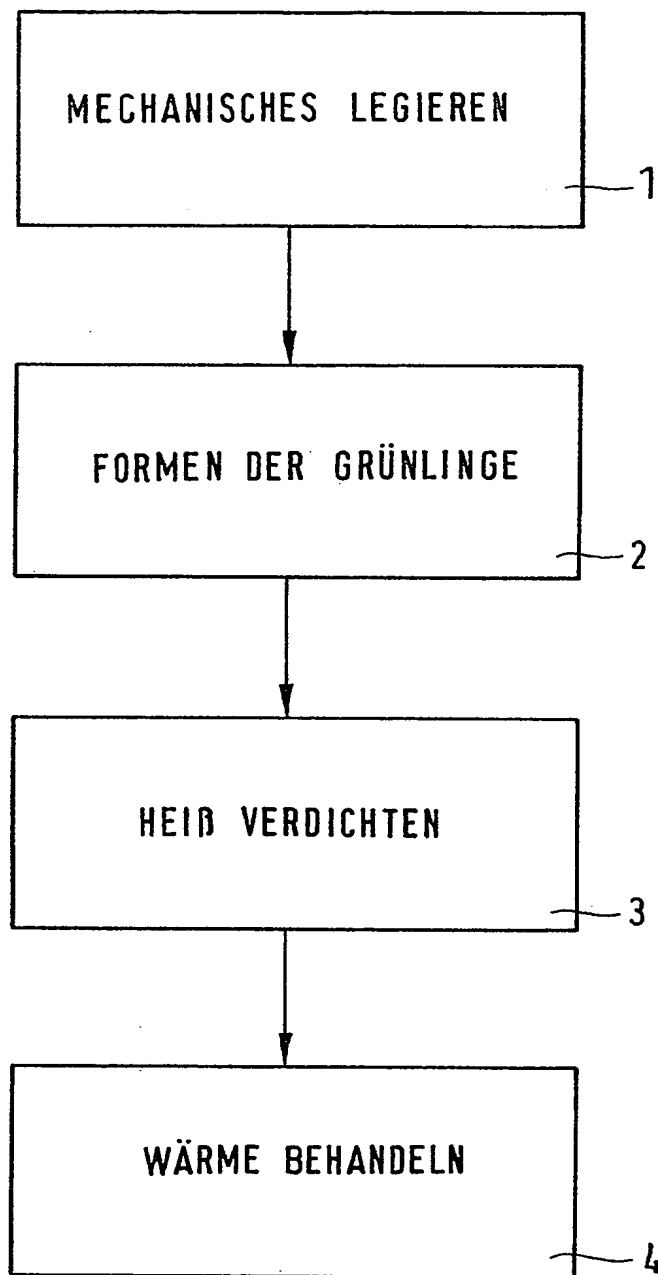 MECHANISCHES LEGIEREN
1
FORMEN DER GRÜNLINGE
2
HEIß VERDICHTEN
3
WÄRME BEHANDELN
4